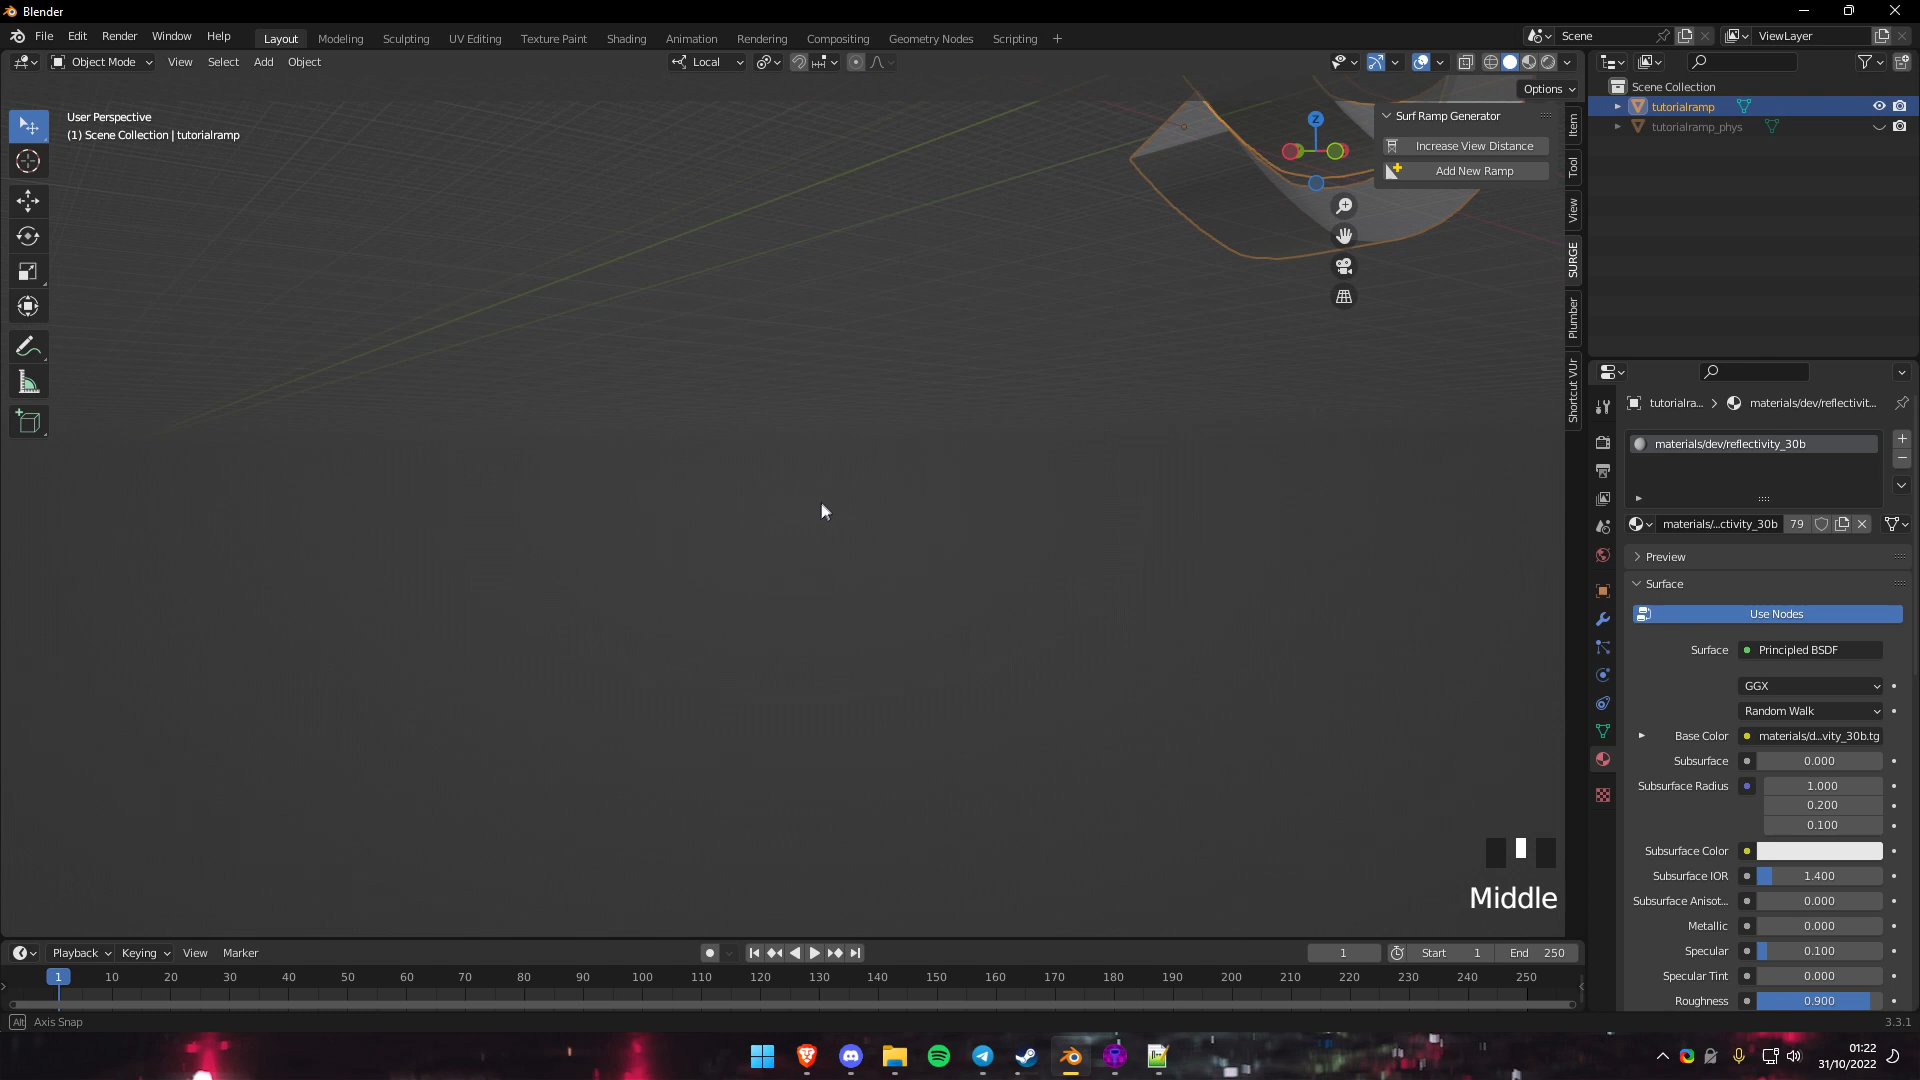 Blender
File Edit Render Window Help
Layout Modeling Sculpting UV Editing Texture Paint Shading Animation Rendering Compositing Geometry Nodes Scripting +
Scene
ViewLayer
Object Mode View Select Add Object
Local
Options
User Perspective
(1) Scene Collection | tutorialramp
Z
Surf Ramp Generator
Increase View Distance
Add New Ramp
Item
Tool
View
SURGE
Plumber
Shortcut VUr
Scene Collection
tutorialramp
tutorialramp_phys
tutorialra... > materials/dev/reflectivit...
materials/dev/reflectivity_30b
materials/...ctivity_30b 79
Preview
Surface
Use Nodes
Surface Principled BSDF
GGX
Random Walk
Base Color materials/d...vity_30b.tg
Subsurface 0.000
Subsurface Radius 1.000
0.200
0.100
Subsurface Color
Subsurface IOR 1.400
Subsurface Anisot... 0.000
Metallic 0.000
Specular 0.100
Specular Tint 0.000
Roughness 0.900
Middle
Playback Keying View Marker
1
Start 1 End 250
1 10 20 30 40 50 60 70 80 90 100 110 120 130 140 150 160 170 180 190 200 210 220 230 240 250
Alt Axis Snap
3.3.1
01:22
31/10/2022